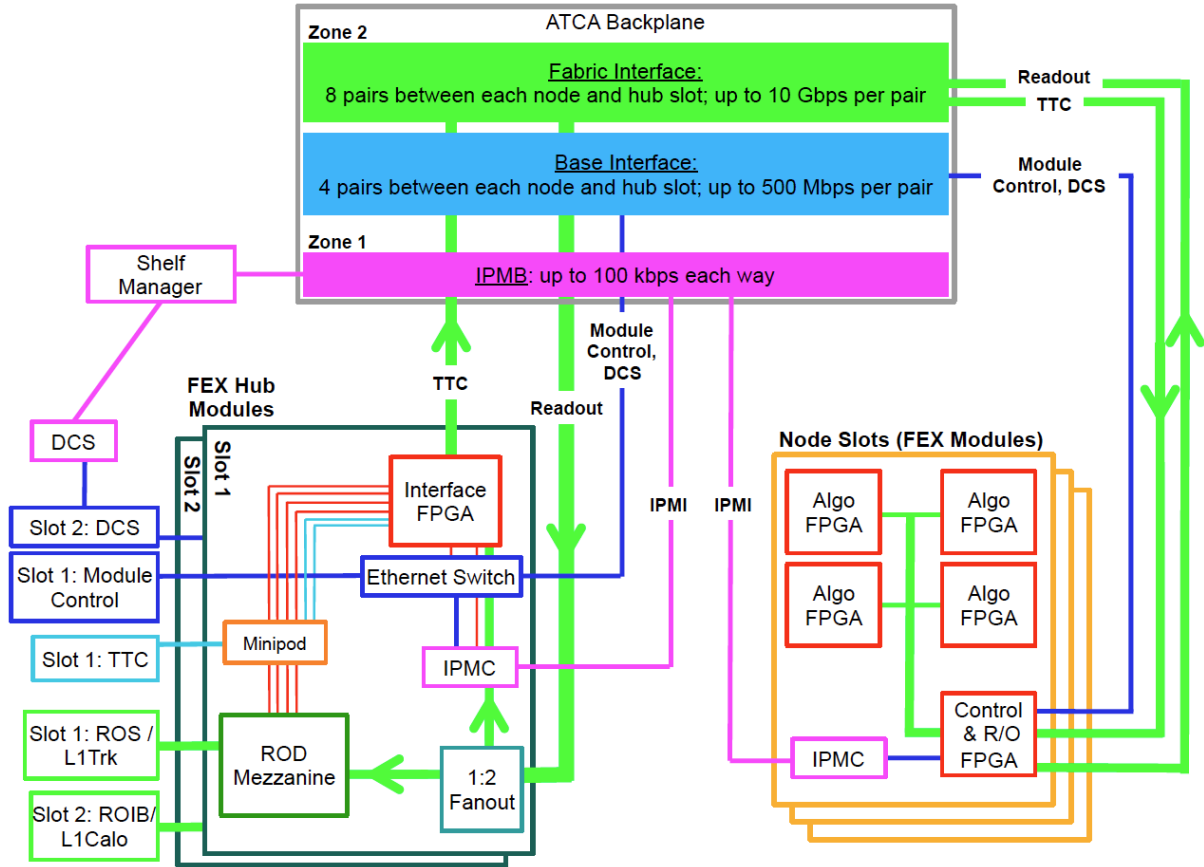 ATCA Backplane
Zone 2
Fabric Interface:
8 pairs between each node and hub slot; up to 10 Gbps per pair
Readout
TTC
Base Interface:
4 pairs between each node and hub slot; up to 500 Mbps per pair
Module
Control, DCS
Zone 1
IPMB: up to 100 kbps each way
Shelf
Manager
Module
Control,
DCS
TTC
Readout
FEX Hub
Modules
DCS
Slot 1
Slot 2
Interface
FPGA
IPMI
IPMI
Node Slots (FEX Modules)
Algo
FPGA
Algo
FPGA
Slot 2: DCS
Slot 1: Module
Control
Ethernet Switch
Algo
FPGA
Algo
FPGA
Slot 1: TTC
Minipod
IPMC
Slot 1: ROS /
L1Trk
ROD
Mezzanine
1:2
Fanout
Slot 2: ROIB/
L1Calo
IPMC
Control
& R/O
FPGA